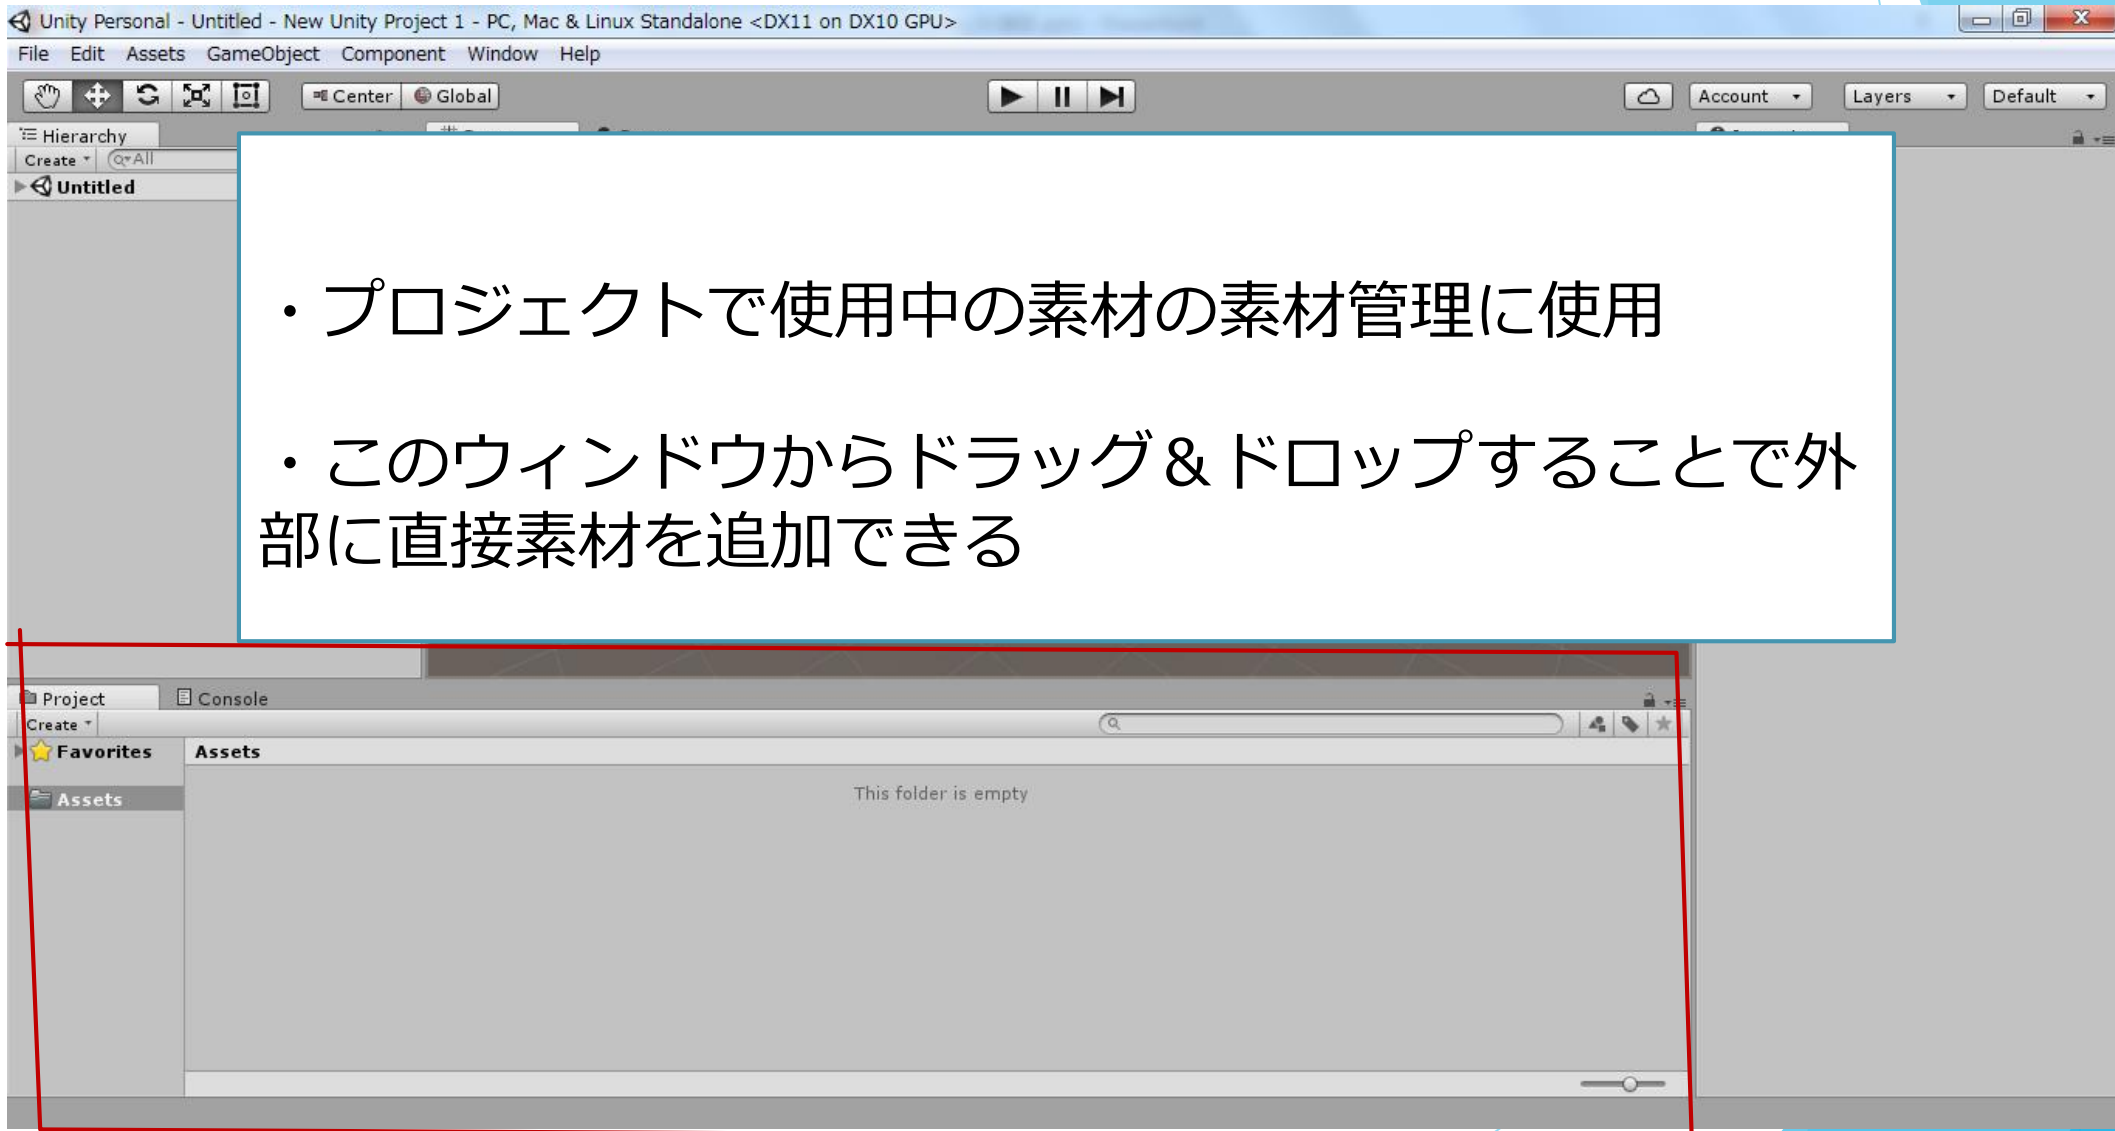 Unity Personal - Untitled - New Unity Project 1 - PC, Mac & Linux Standalone <DX11 on DX10 GPU>
File Edit Assets GameObject Component Window Help
Center Global Account Layers Default
Hierarchy
Create All
Untitled
・プロジェクトで使用中の素材の素材管理に使用
・このウィンドウからドラッグ＆ドロップすることで外
部に直接素材を追加できる
Project Console
Create
Favorites Assets
This folder is empty
Assets